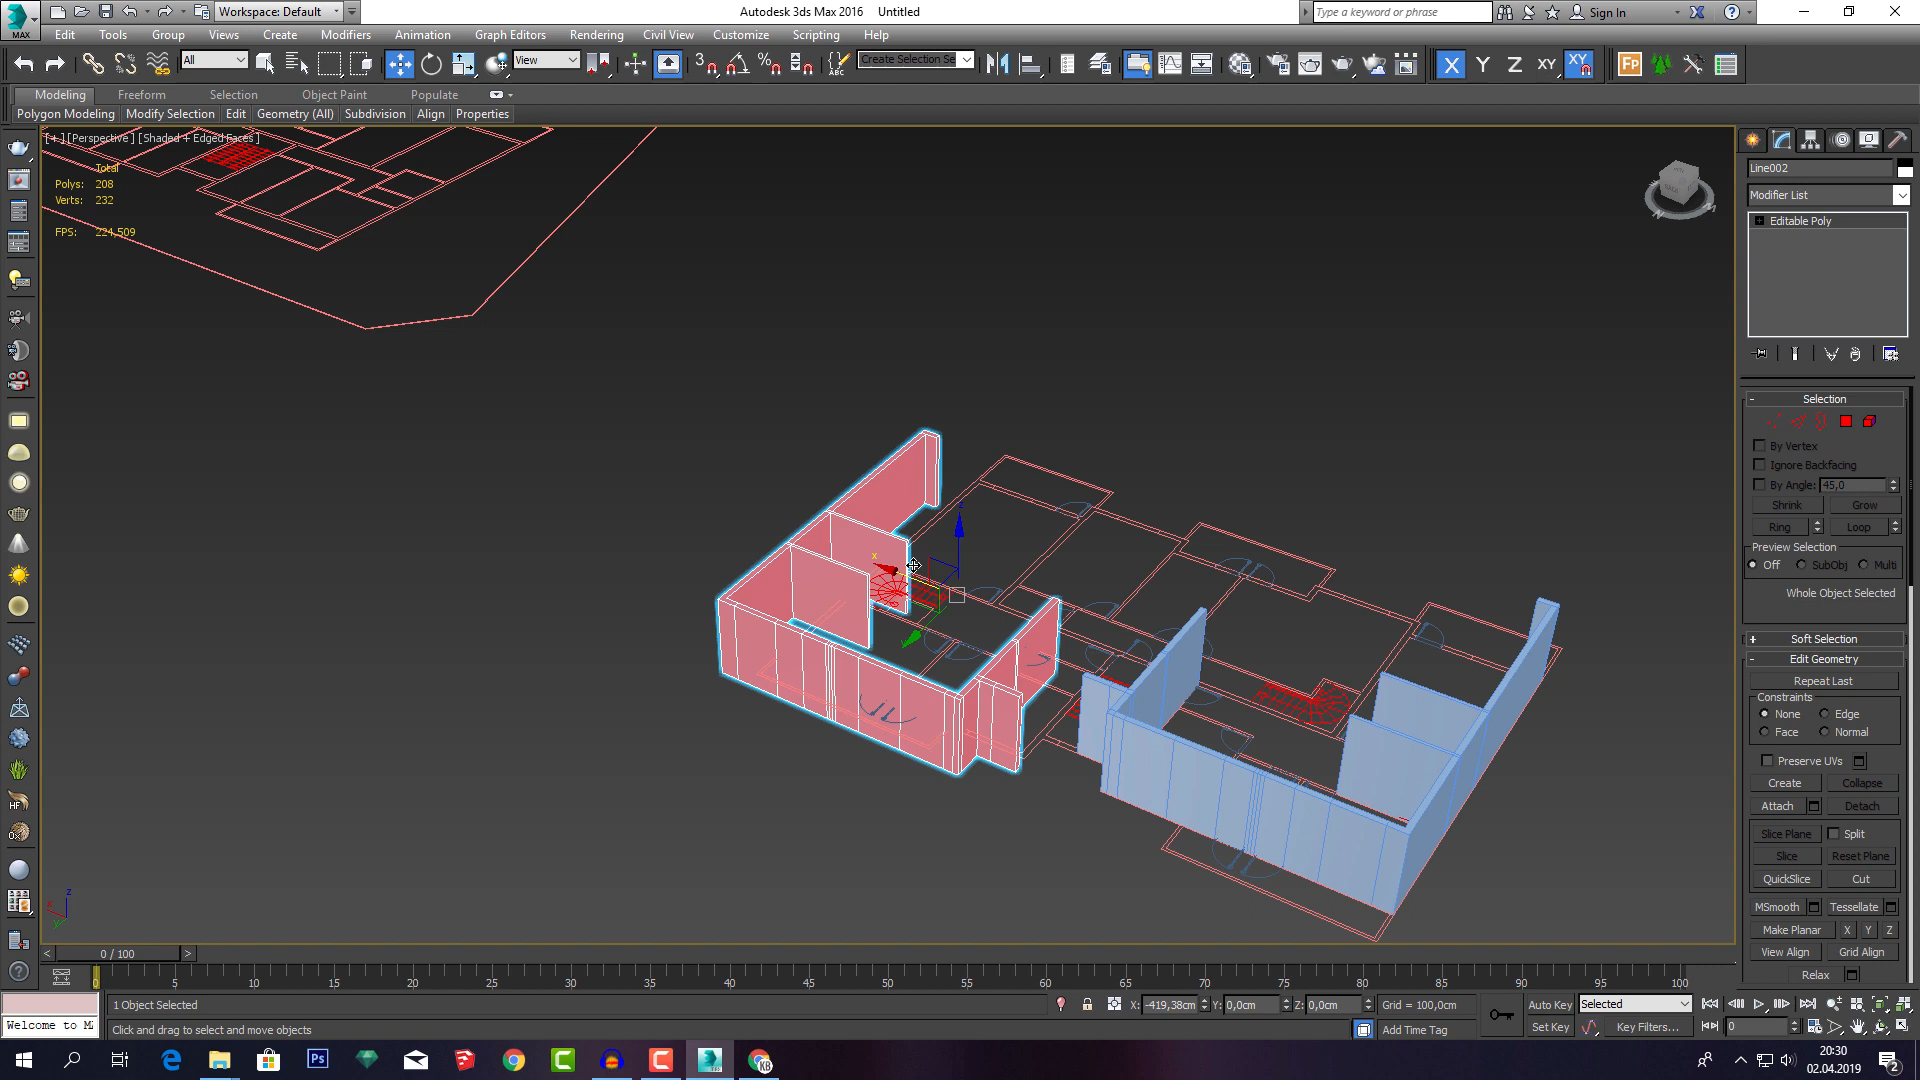 Workspace: Default
Autodesk 3ds Max 2016    Untitled
Type a keyword or phrase
Sign In
MAX
Edit Tools Group Views Create Modifiers Animation Graph Editors Rendering Civil View Customize Scripting Help
All
View
Create Selection Se
X Y Z XY XY
Fp
Modeling Freeform Selection Object Paint Populate
Polygon Modeling Modify Selection Edit Geometry (All) Subdivision Align Properties
[+][Perspective][Shaded + Edged Faces]
Total
Polys: 208
Verts: 232
FPS: 224,509
Line002
Modifier List
Editable Poly
Selection
By Vertex
Ignore Backfacing
By Angle: 45,0
Shrink Grow
Ring Loop
Preview Selection
Off SubObj Multi
Whole Object Selected
Soft Selection
Edit Geometry
Repeat Last
Constraints
None Edge
Face Normal
Preserve UVs
Create Collapse
Attach Detach
Slice Plane Split
Slice Reset Plane
QuickSlice Cut
MSmooth Tessellate
Make Planar X Y Z
View Align Grid Align
Relax
0 / 100
0 5 10 15 20 25 30 35 40 45 50 55 60 65 70 75 80 85 90 95 100
1 Object Selected
X: -419,38cm Y: 0,0cm Z: 0,0cm Grid = 100,0cm
Auto Key Selected
Welcome to M
Click and drag to select and move objects
Add Time Tag
Set Key Key Filters... 0
20:30
02.04.2019
2